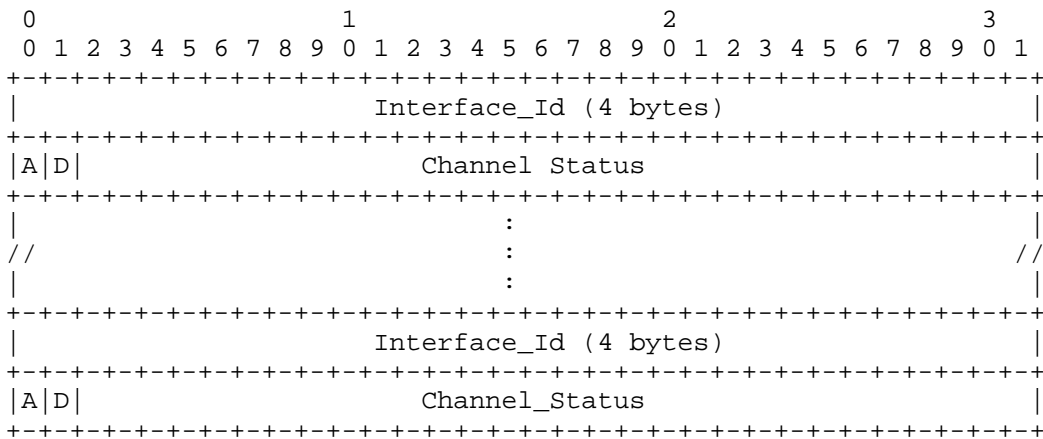 0                   1                   2                   3
 0 1 2 3 4 5 6 7 8 9 0 1 2 3 4 5 6 7 8 9 0 1 2 3 4 5 6 7 8 9 0 1
+-+-+-+-+-+-+-+-+-+-+-+-+-+-+-+-+-+-+-+-+-+-+-+-+-+-+-+-+-+-+-+-+
|                      Interface_Id (4 bytes)                   |
+-+-+-+-+-+-+-+-+-+-+-+-+-+-+-+-+-+-+-+-+-+-+-+-+-+-+-+-+-+-+-+-+
|A|D|                     Channel Status                        |
+-+-+-+-+-+-+-+-+-+-+-+-+-+-+-+-+-+-+-+-+-+-+-+-+-+-+-+-+-+-+-+-+
|                              :                                |
//                             :                               //
|                              :                                |
+-+-+-+-+-+-+-+-+-+-+-+-+-+-+-+-+-+-+-+-+-+-+-+-+-+-+-+-+-+-+-+-+
|                      Interface_Id (4 bytes)                   |
+-+-+-+-+-+-+-+-+-+-+-+-+-+-+-+-+-+-+-+-+-+-+-+-+-+-+-+-+-+-+-+-+
|A|D|                     Channel_Status                        |
+-+-+-+-+-+-+-+-+-+-+-+-+-+-+-+-+-+-+-+-+-+-+-+-+-+-+-+-+-+-+-+-+